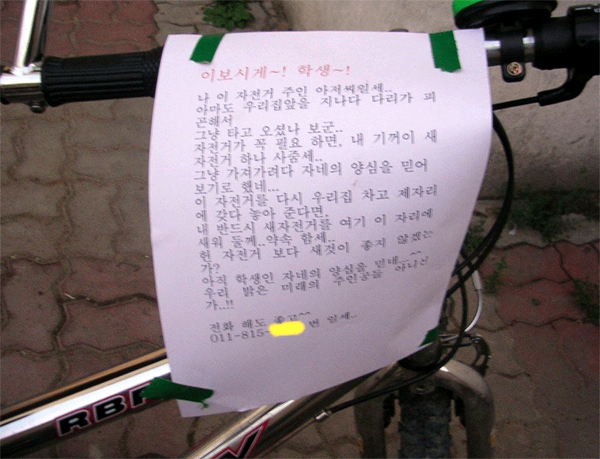 이보시게~! 학생~!
나 이 자전거 주인 아저씨일세..
아마도 우리집앞을 지나다 다리가 피
곤해서
그냥 타고 오셨나 보군..
자전거가 꼭 필요 하면, 내 기꺼이 새
자전거 하나 사줌세..
그냥 가져가려다 자네의 양심을 믿어
보기로 했네...
이 자전거를 다시 우리집 차고 제자리
에 갖다 놓아 준다면,
내 반드시 새자전거를 여기 이 자리에
새워 둘께..약속 함세..
헌 자전거 보다 새것이 좋지 않겠는
가?
아직 학생인 자네의 양심을 믿네..^^
우리 밝은 미래의 주인공들 아니신
가..!!
전화 해도 좋고^^
011-815- 번 일세..
RBF